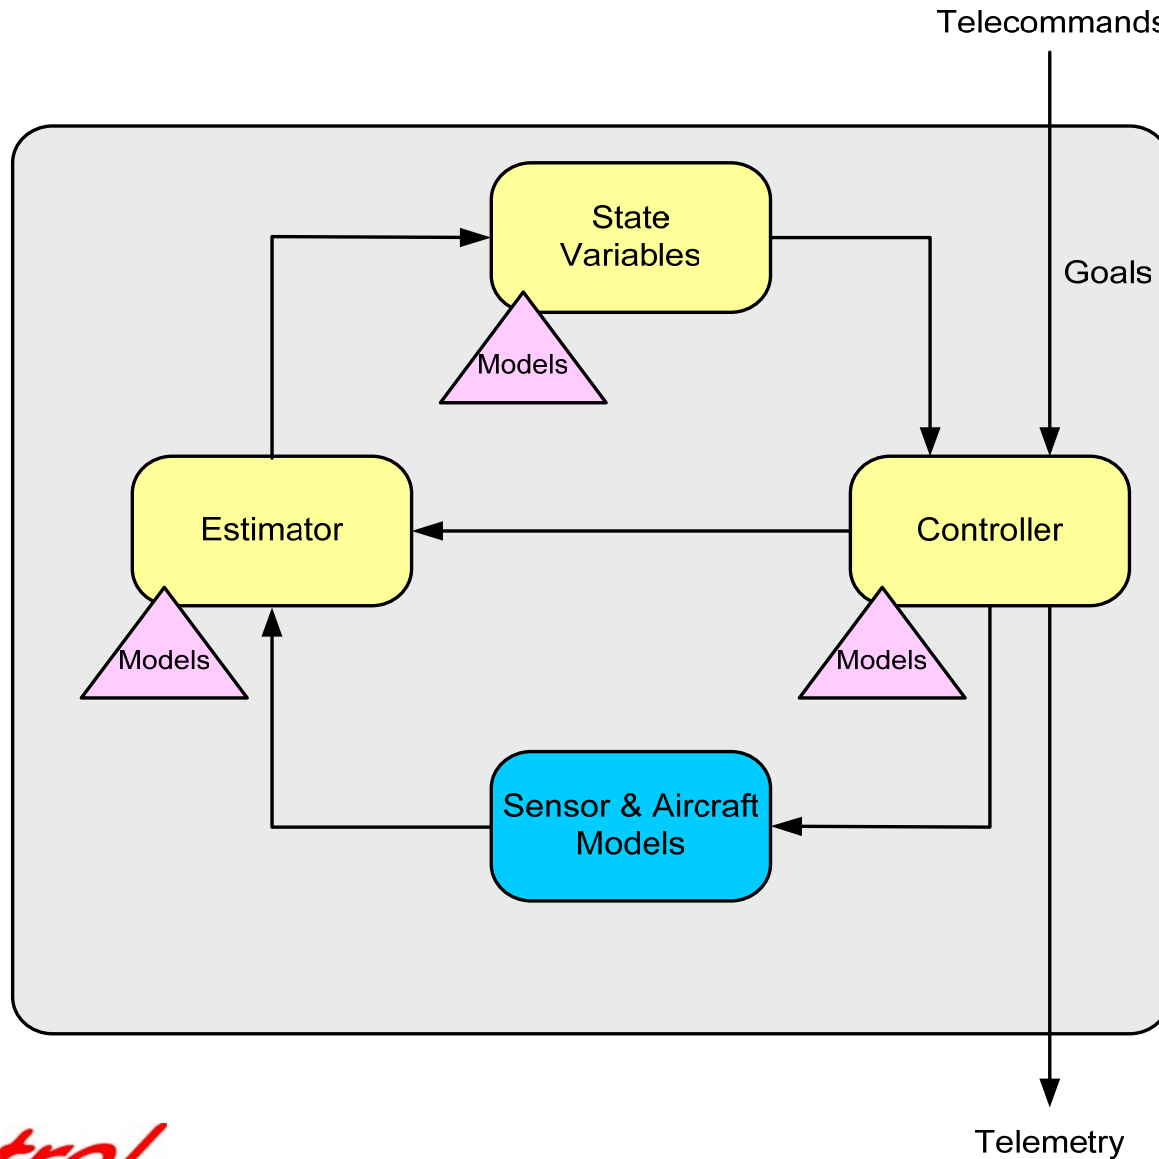 Telecommands
State
Variables
Goals
Models
Estimator
Controller
Models
Models
Sensor & Aircraft
Models
Telemetry